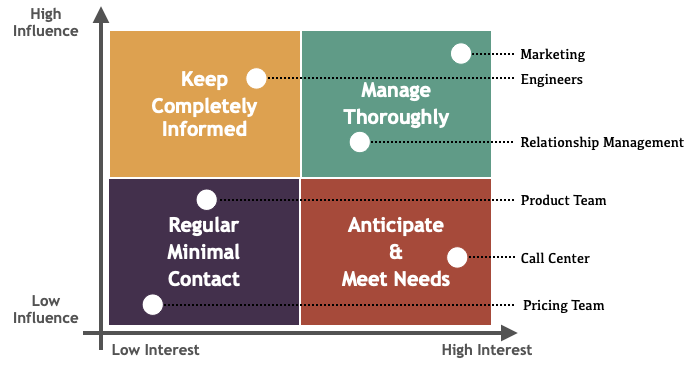 High
Influence
Keep
Completely
Informed
Manage
Thoroughly
Marketing
Engineers
Relationship Management
Regular
Minimal
Contact
Anticipate
&
Meet Needs
Product Team
Call Center
Pricing Team
Low
Influence
Low Interest
High Interest